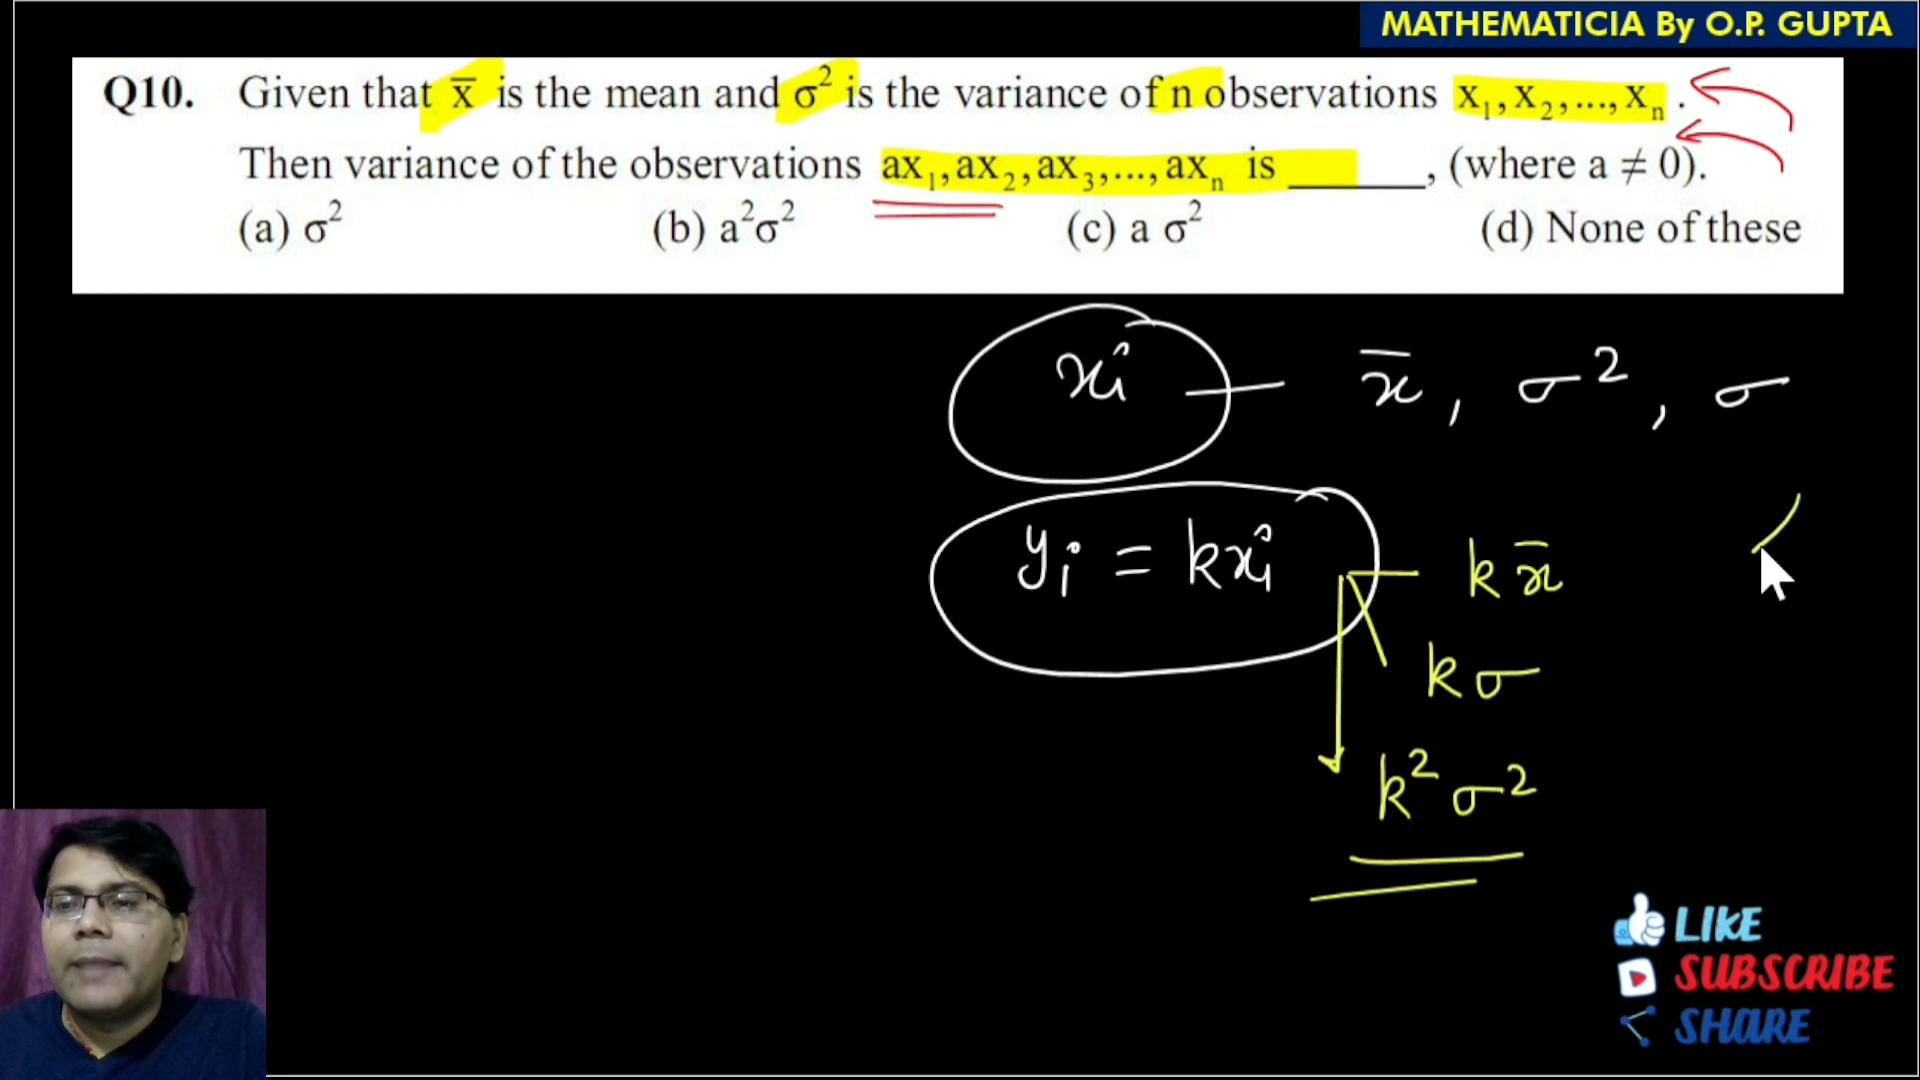 MATHEMATICIA By O.P. GUPTA
Q10. Given that x̄ is the mean and σ² is the variance of n observations x₁, x₂, ..., xₙ .
Then variance of the observations ax₁, ax₂, ax₃, ..., axₙ is ______, (where a ≠ 0).
(a) σ² (b) a²σ² (c) a σ² (d) None of these
xᵢ — x̄, σ², σ
yᵢ = kxᵢ — k x̄
kσ
k²σ²
LIKE
SUBSCRIBE
SHARE